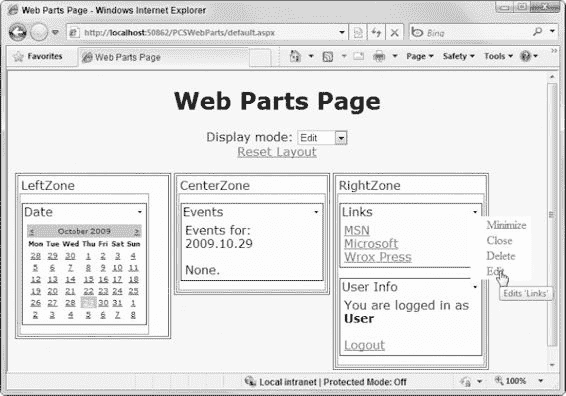 Web Parts Page - Windows Internet Explorer
http://localhost:50862/PCSWebParts/default.aspx
Bing
Favorites
Web Parts Page
Page
Safety
Tools
Web Parts Page
Display mode: Edit
Reset Layout
LeftZone
Date
< October 2009 >
Mon Tue Wed Thu Fri Sat Sun
28 29 30 1 2 3 4
5 6 7 8 9 10 11
12 13 14 15 16 17 18
19 20 21 22 23 24 25
26 27 28 29 30 31 1
2 3 4 5 6 7 8
CenterZone
Events
Events for:
2009.10.29
None.
RightZone
Links
MSN
Microsoft
Wrox Press
Minimize
Close
Delete
Edit
Edits 'Links'
User Info
You are logged in as
User
Logout
Local intranet | Protected Mode: Off
100%